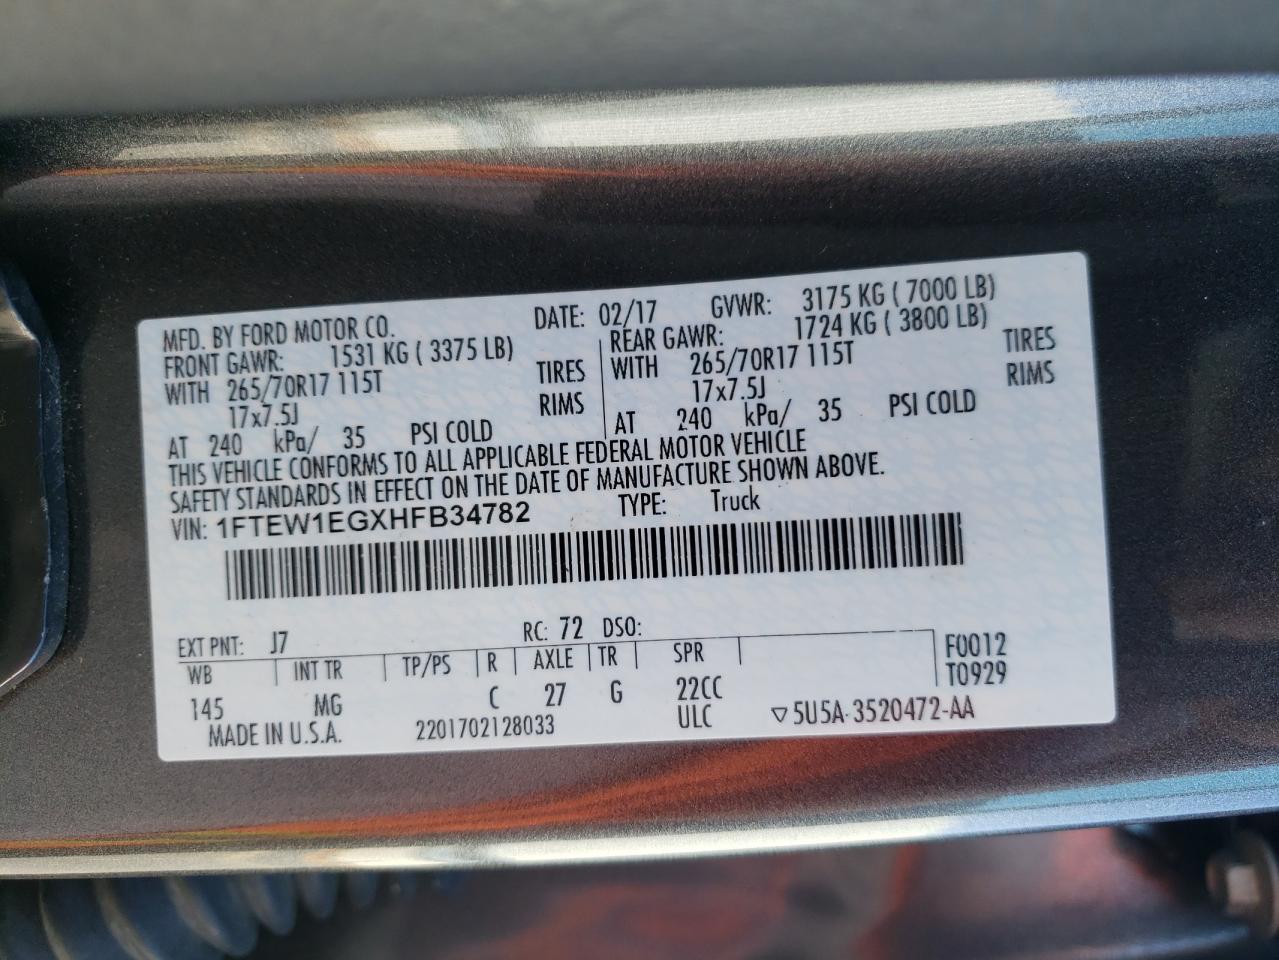 MFD. BY FORD MOTOR CO. DATE: 02/17 GVWR: 3175 KG ( 7000 LB)
FRONT GAWR: 1531 KG ( 3375 LB) REAR GAWR: 1724 KG ( 3800 LB)
WITH 265/70R17 115T TIRES WITH 265/70R17 115T TIRES
17x7.5J RIMS 17x7.5J RIMS
AT 240 kPa/ 35 PSI COLD AT 240 kPa/ 35 PSI COLD
THIS VEHICLE CONFORMS TO ALL APPLICABLE FEDERAL MOTOR VEHICLE
SAFETY STANDARDS IN EFFECT ON THE DATE OF MANUFACTURE SHOWN ABOVE.
VIN: 1FTEW1EGXHFB34782 TYPE: Truck
EXT PNT: J7 RC: 72 DSO:
WB INT TR TP/PS R AXLE TR SPR F0012
T0929
145 MG C 27 G 22CC
MADE IN U.S.A. 2201702128033 ULC ▽5U5A-3520472-AA